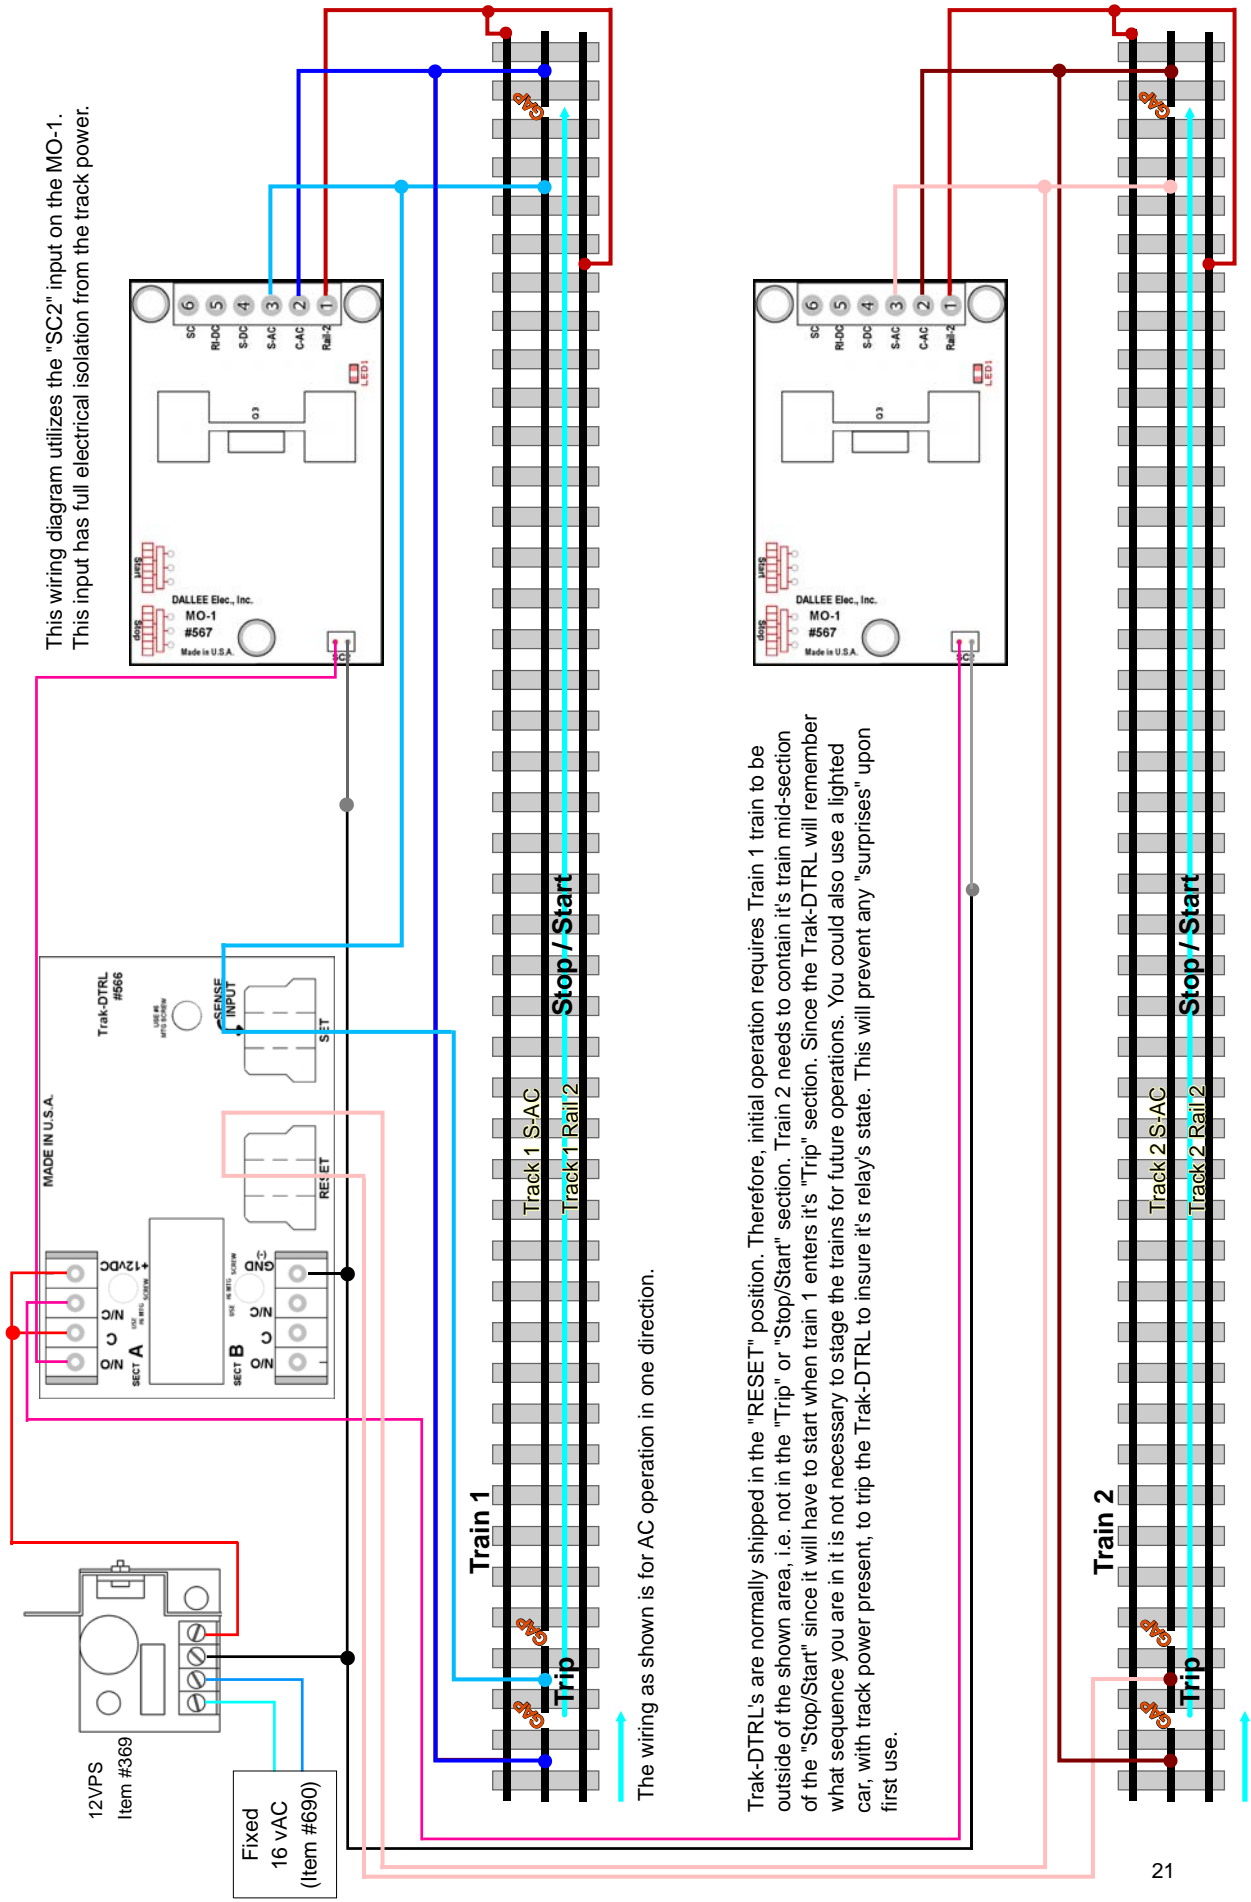 This wiring diagram utilizes the "SC2" input on the MO-1.
This input has full electrical isolation from the track power.
12VPS
Item #369
Fixed
16 vAC
(Item #690)
MADE IN U.S.A.
Trak-DTRL
#566
USE #6
MTG SCREW
SENSE
INPUT
SET
RESET
+12vDC
N/C
C
N/O
SECT A
USE
#6 MTG
SCREW
USE
#6 MTG
SCREW
SECT B
GND
(-)
N/C
C
N/O
Stop
Start
DALLEE Elec., Inc.
MO-1
#567
Made in U.S.A.
Q3
LED1
SC
RI-DC
S-DC
S-AC
C-AC
Rail-2
6
5
4
3
2
1
Train 1
GAP
GAP
GAP
Trip
Stop / Start
Track 1 S-AC
Track 1 Rail 2
The wiring as shown is for AC operation in one direction.
Trak-DTRL's are normally shipped in the "RESET" position. Therefore, initial operation requires Train 1 train to be
outside of the shown area, i.e. not in the "Trip" or "Stop/Start" section. Train 2 needs to contain it's train mid-section
of the "Stop/Start" since it will have to start when train 1 enters it's "Trip" section. Since the Trak-DTRL will remember
what sequence you are in it is not necessary to stage the trains for future operations. You could also use a lighted
car, with track power present, to trip the Trak-DTRL to insure it's relay's state. This will prevent any "surprises" upon
first use.
Stop
Start
DALLEE Elec., Inc.
MO-1
#567
Made in U.S.A.
Q3
LED1
SC
RI-DC
S-DC
S-AC
C-AC
Rail-2
6
5
4
3
2
1
Train 2
GAP
GAP
GAP
Trip
Stop / Start
Track 2 S-AC
Track 2 Rail 2
21